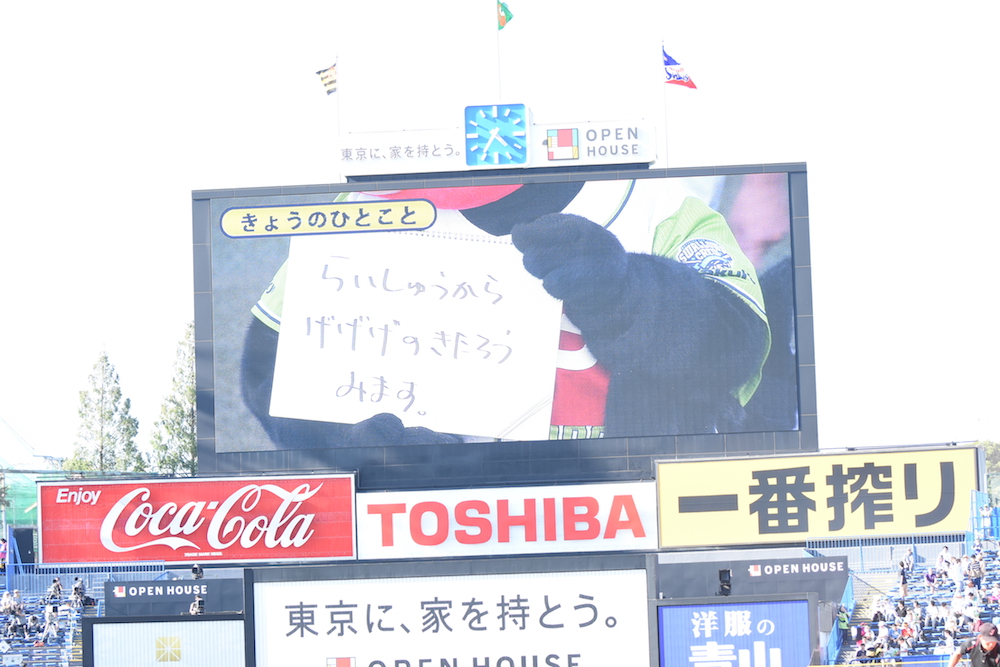 東京に、家を持とう。
OPEN
HOUSE
きょうのひとこと
らいしゅうから
げげげのきたろう
みます。
Enjoy
Coca-Cola
TOSHIBA
一番搾り
OPEN HOUSE
OPEN HOUSE
東京に、家を持とう。
OPEN HOUSE
洋服の
青山